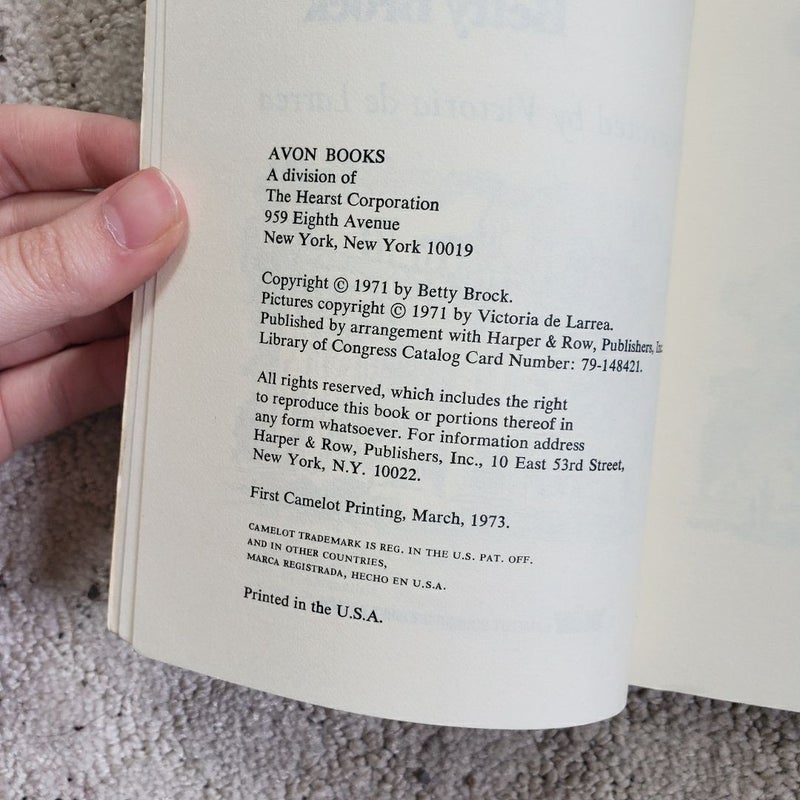 AVON BOOKS
A division of
The Hearst Corporation
959 Eighth Avenue
New York, New York 10019
Copyright © 1971 by Betty Brock.
Pictures copyright © 1971 by Victoria de Larrea.
Published by arrangement with Harper & Row, Publishers, Inc
Library of Congress Catalog Card Number: 79-148421.
All rights reserved, which includes the right
to reproduce this book or portions thereof in
any form whatsoever. For information address
Harper & Row, Publishers, Inc., 10 East 53rd Street,
New York, N.Y. 10022.
First Camelot Printing, March, 1973.
CAMELOT TRADEMARK IS REG. IN THE U.S. PAT. OFF.
AND IN OTHER COUNTRIES,
MARCA REGISTRADA, HECHO EN U.S.A.
Printed in the U.S.A.